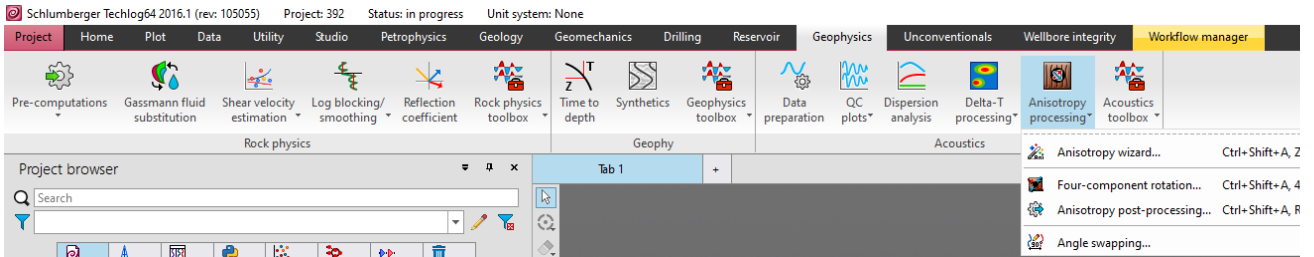 Schlumberger Techlog64 2016.1 (rev: 105055) Project: 392 Status: in progress Unit system: None
Project Home Plot Data Utility Studio Petrophysics Geology Geomechanics Drilling Reservoir Geophysics Unconventionals Wellbore integrity Workflow manager
Pre-computations Gassmann fluid Shear velocity Log blocking/ Reflection Rock physics Time to Synthetics Geophysics Data QC Dispersion Delta-T Anisotropy Acoustics
substitution estimation smoothing coefficient toolbox depth toolbox preparation plots analysis processing processing toolbox
Rock physics Geophy Acoustics
Anisotropy wizard... Ctrl+Shift+A, Z
Four-component rotation... Ctrl+Shift+A, 4
Anisotropy post-processing... Ctrl+Shift+A, R
Angle swapping...
Project browser
Search
Tab 1 +